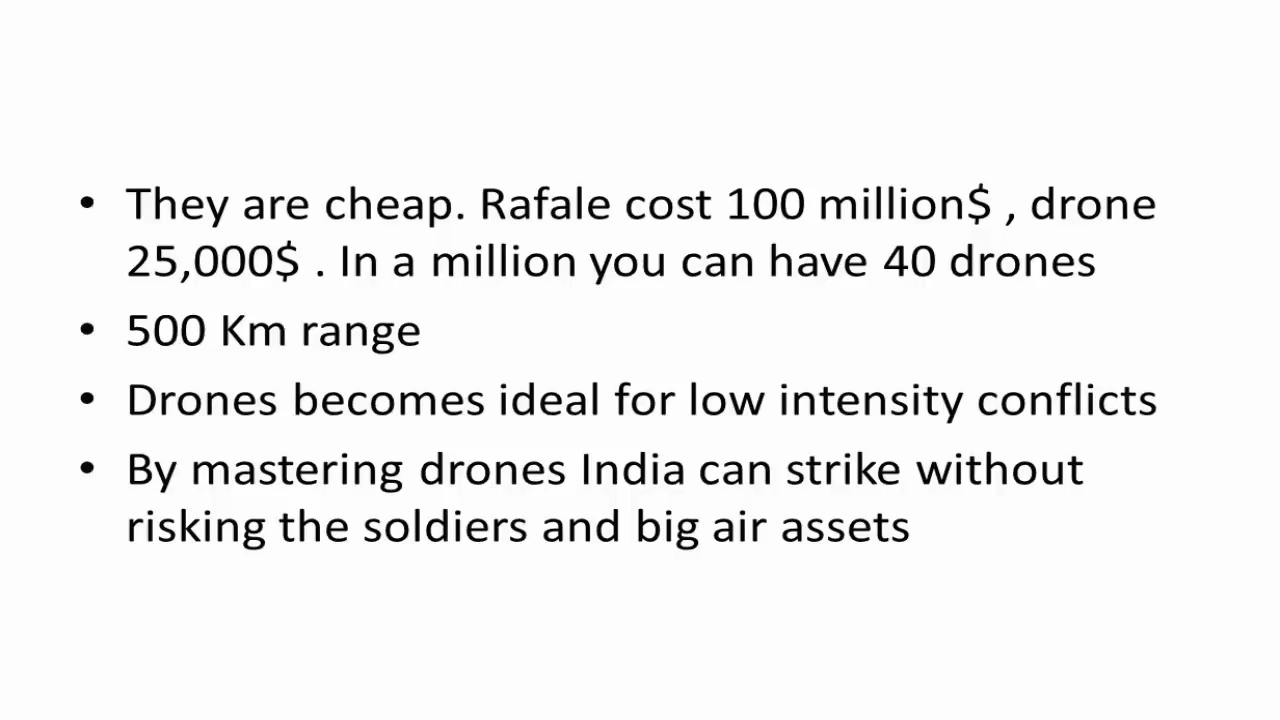 • They are cheap. Rafale cost 100 million$ , drone
25,000$ . In a million you can have 40 drones
• 500 Km range
• Drones becomes ideal for low intensity conflicts
• By mastering drones India can strike without
risking the soldiers and big air assets